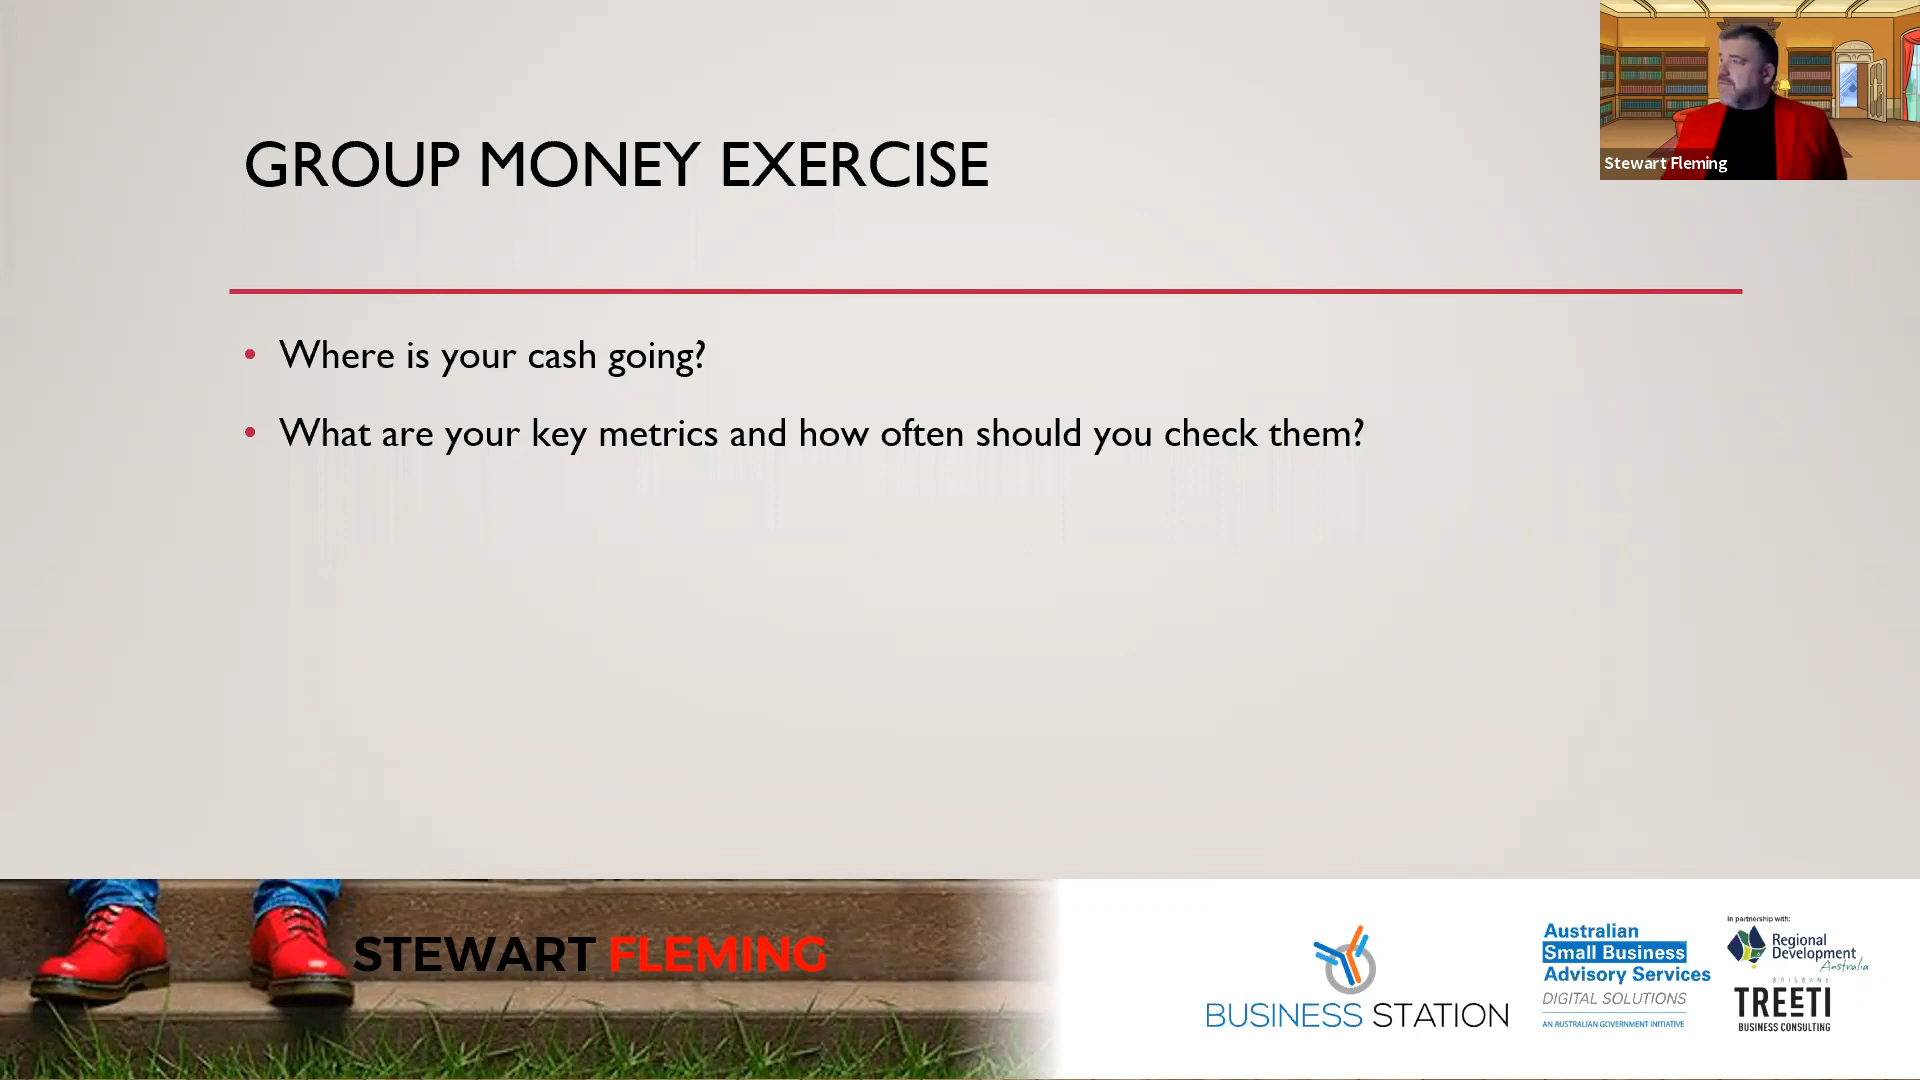 Stewart Fleming
GROUP MONEY EXERCISE
• Where is your cash going?
• What are your key metrics and how often should you check them?
STEWART FLEMING
BUSINESS STATION
Australian
Small Business
Advisory Services
DIGITAL SOLUTIONS
AN AUSTRALIAN GOVERNMENT INITIATIVE
In partnership with:
Regional
Development
Australia
BRISBANE
TREETI
BUSINESS CONSULTING